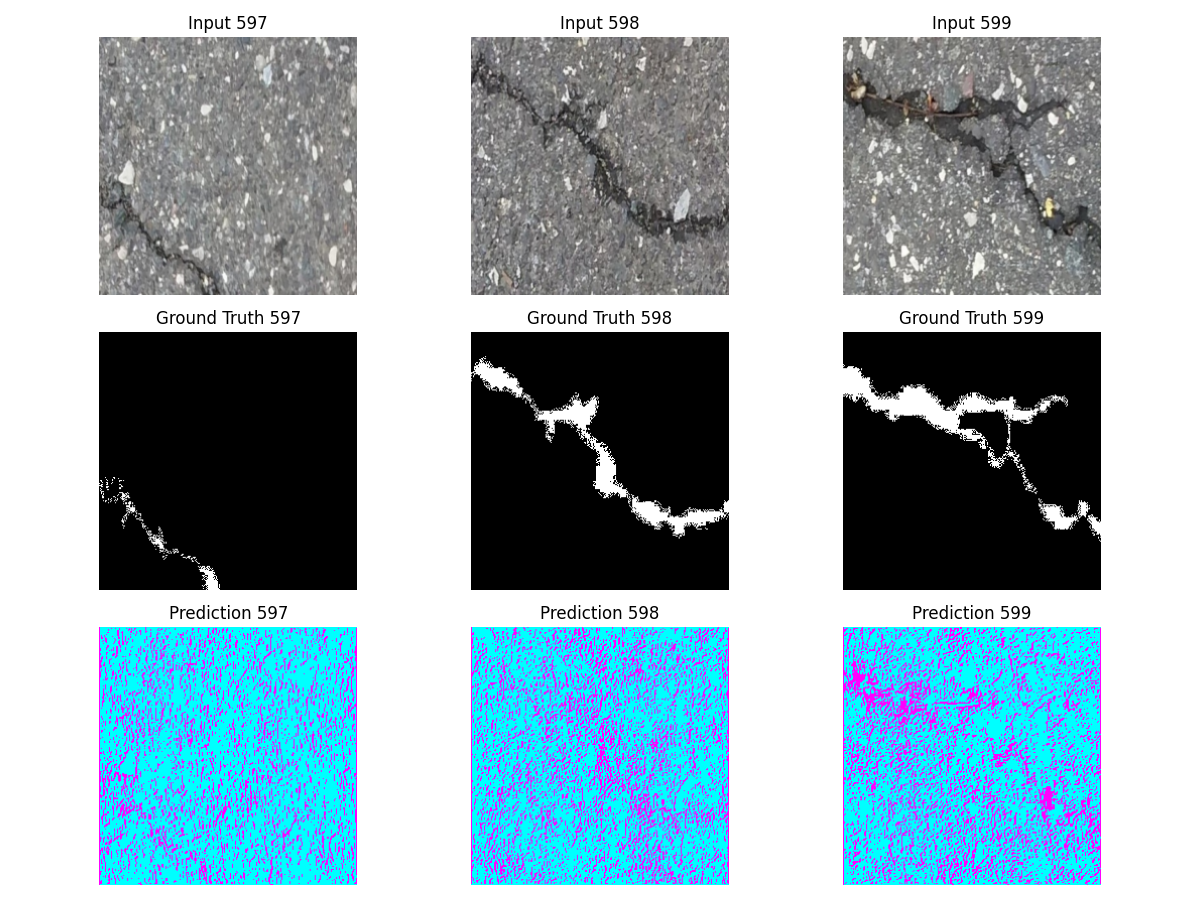 Input 597
Input 598
Input 599
Ground Truth 597
Ground Truth 598
Ground Truth 599
Prediction 597
Prediction 598
Prediction 599